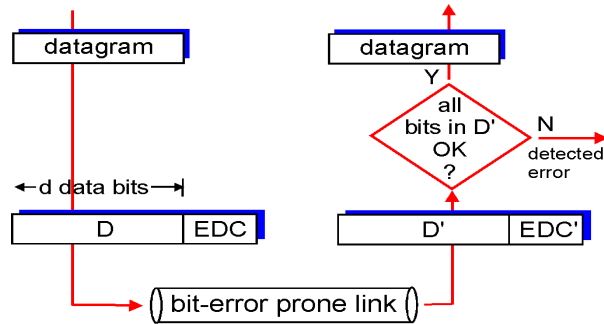 datagram
datagram
Y
all
bits in D'
OK
?
N
detected
error
d data bits
D
EDC
D'
EDC'
bit-error prone link